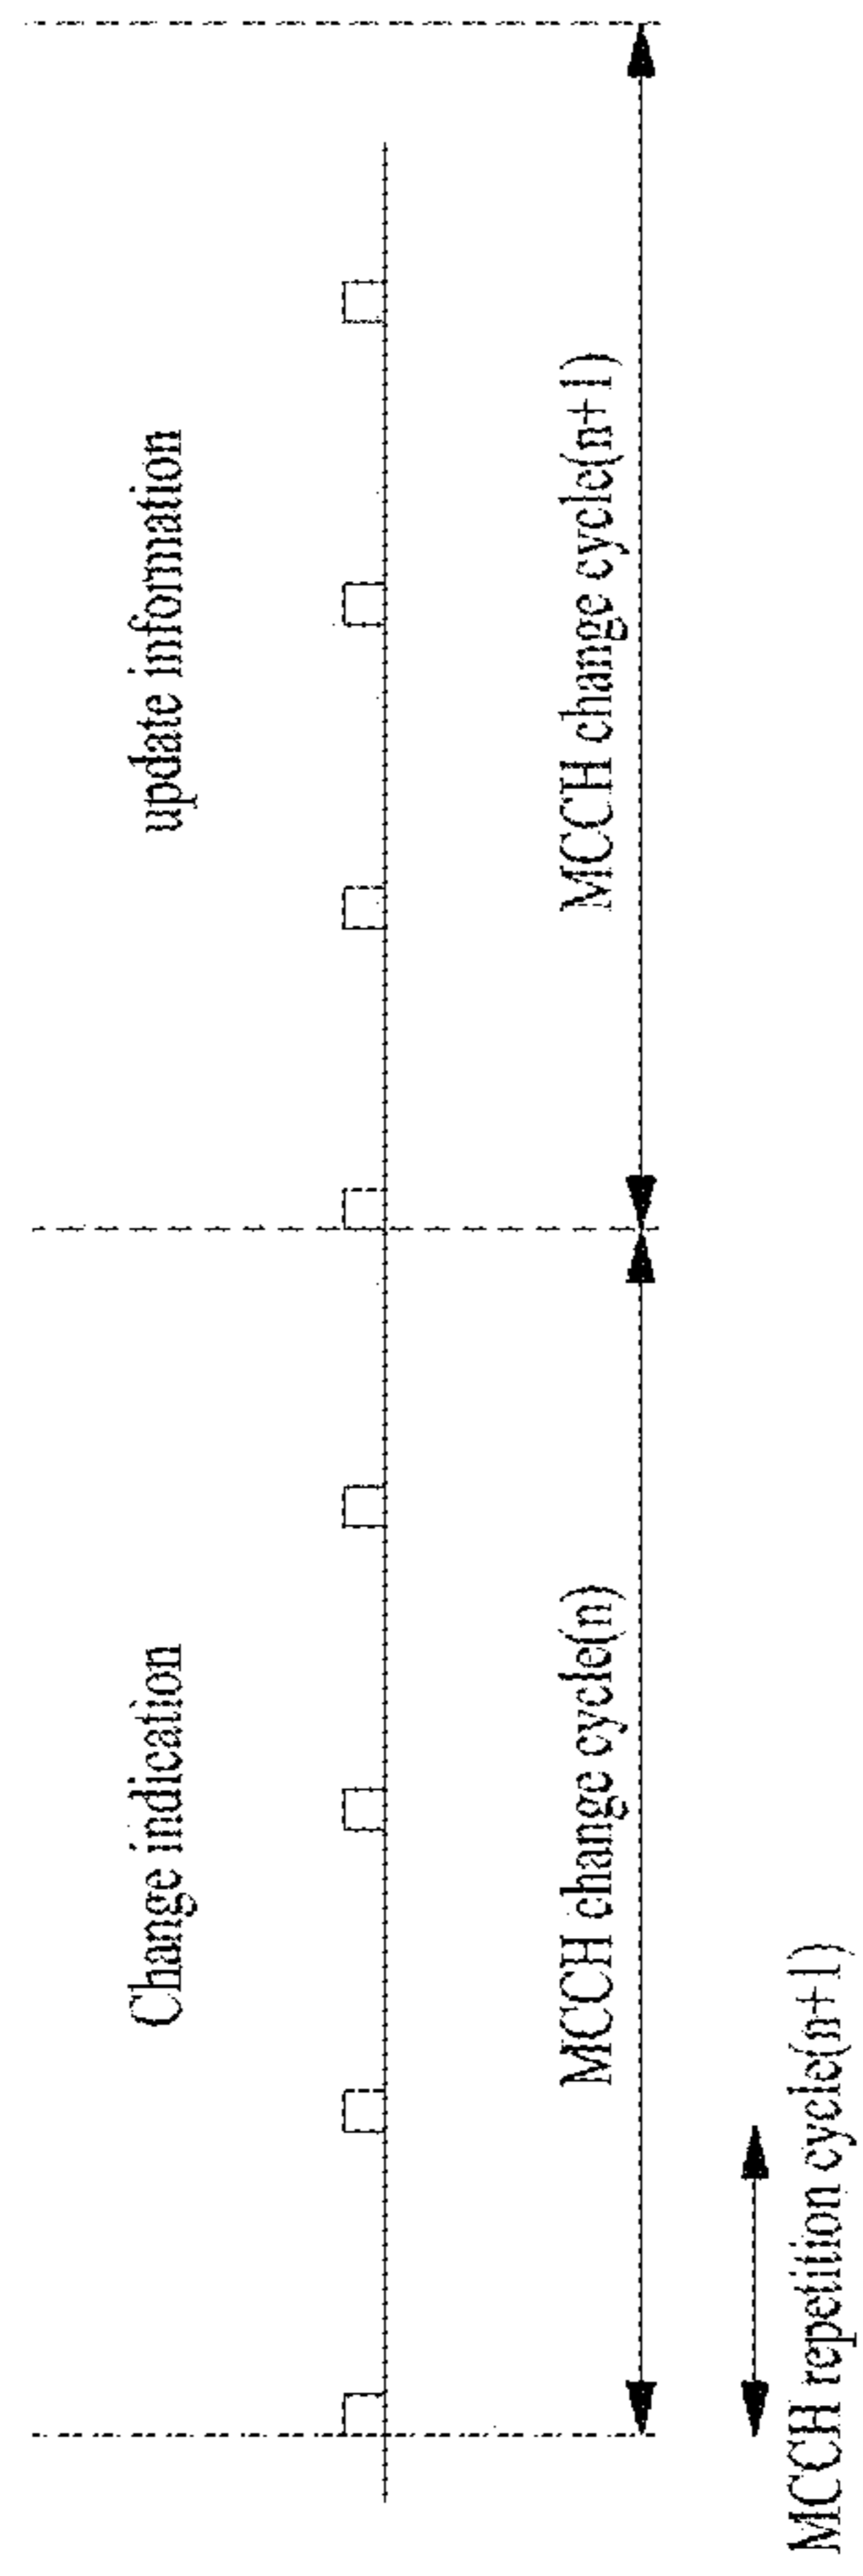 Change indication
update information
MCCH change cycle(n)
MCCH change cycle(n+1)
MCCH repetition cycle(n+1)